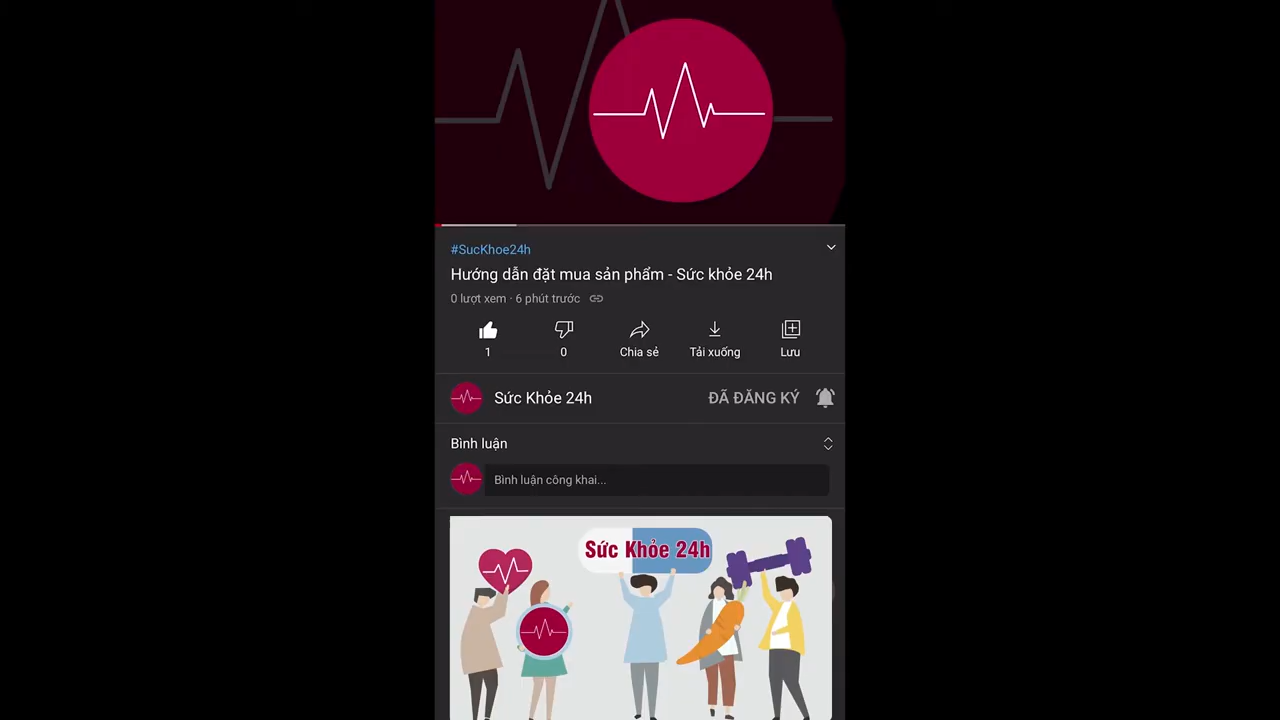 #SucKhoe24h
Hướng dẫn đặt mua sản phẩm - Sức khỏe 24h
0 lượt xem · 6 phút trước
1
0
Chia sẻ
Tải xuống
Lưu
Sức Khỏe 24h
ĐÃ ĐĂNG KÝ
Bình luận
Bình luận công khai...
Sức Khỏe 24h